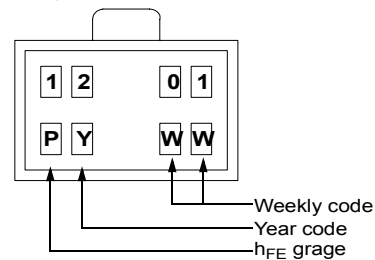 1 2 0 1
P Y W W
Weekly code
Year code
hFE grage